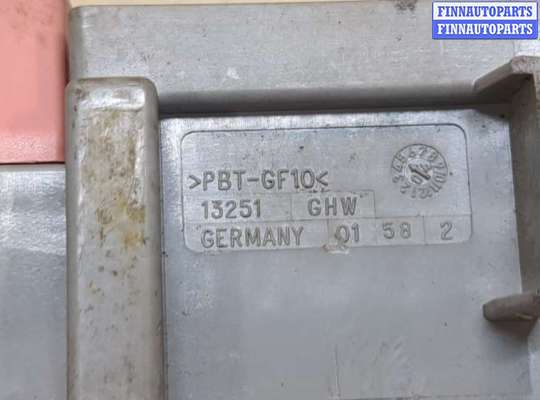 FINNAUTOPARTS
FINNAUTOPARTS
>PBT-GF10<
13251 GHW
GERMANY 01 58 2